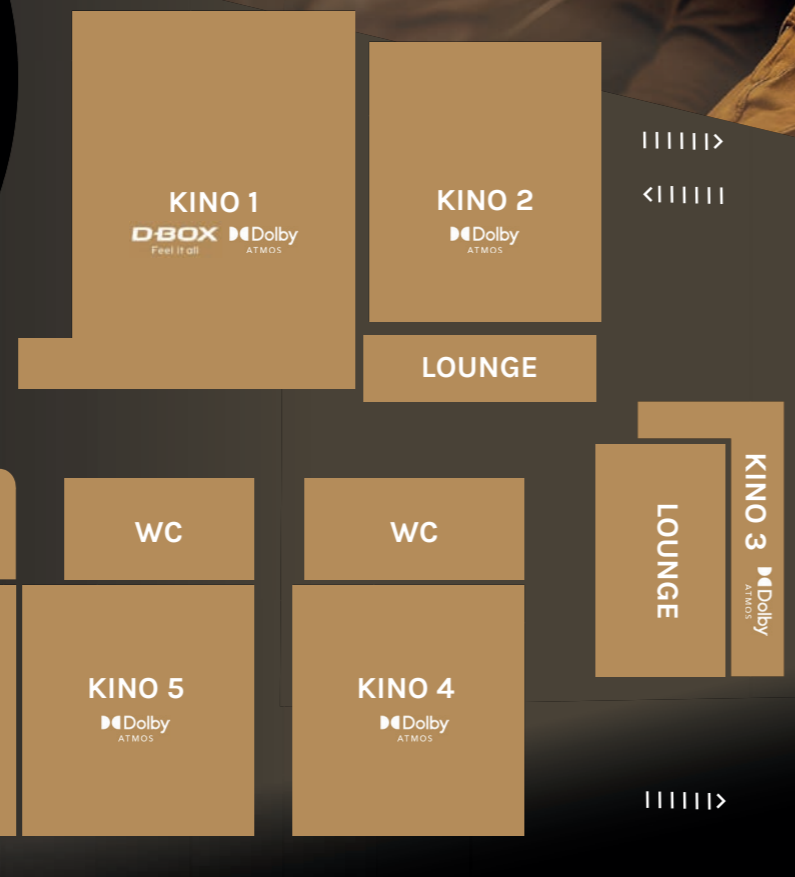 KINO 1
D-BOX Dolby
Feel it all ATMOS
KINO 2
Dolby
ATMOS
LOUNGE
WC
WC
LOUNGE
KINO 3 Dolby
ATMOS
KINO 5
Dolby
ATMOS
KINO 4
Dolby
ATMOS